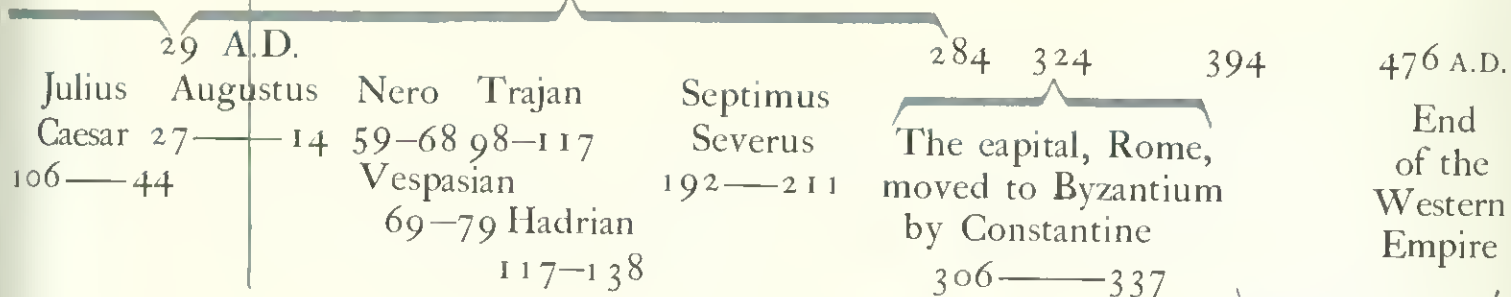 29 A.D.
284 324 394 476 A.D.
Julius Augustus Nero Trajan Septimus
Caesar 27——14 59–68 98–117 Severus
106——44 Vespasian 192——211
69–79 Hadrian
117–138
The eapital, Rome,
moved to Byzantium
by Constantine
306———337
End
of the
Western
Empire